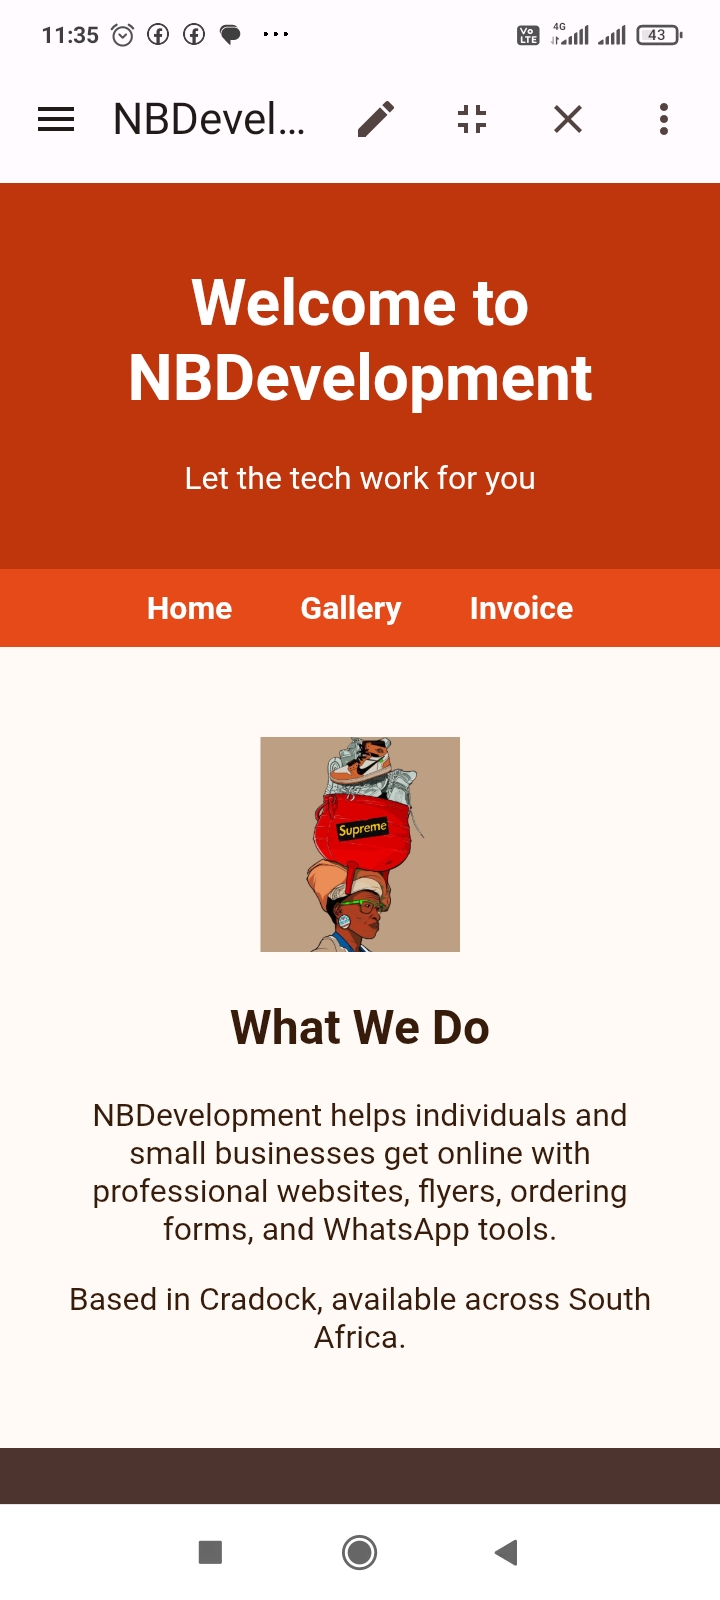 11:35
Vo
LTE
4G
43
NBDevel...
Welcome to
NBDevelopment
Let the tech work for you
Home Gallery Invoice
Supreme
What We Do
NBDevelopment helps individuals and
small businesses get online with
professional websites, flyers, ordering
forms, and WhatsApp tools.
Based in Cradock, available across South
Africa.